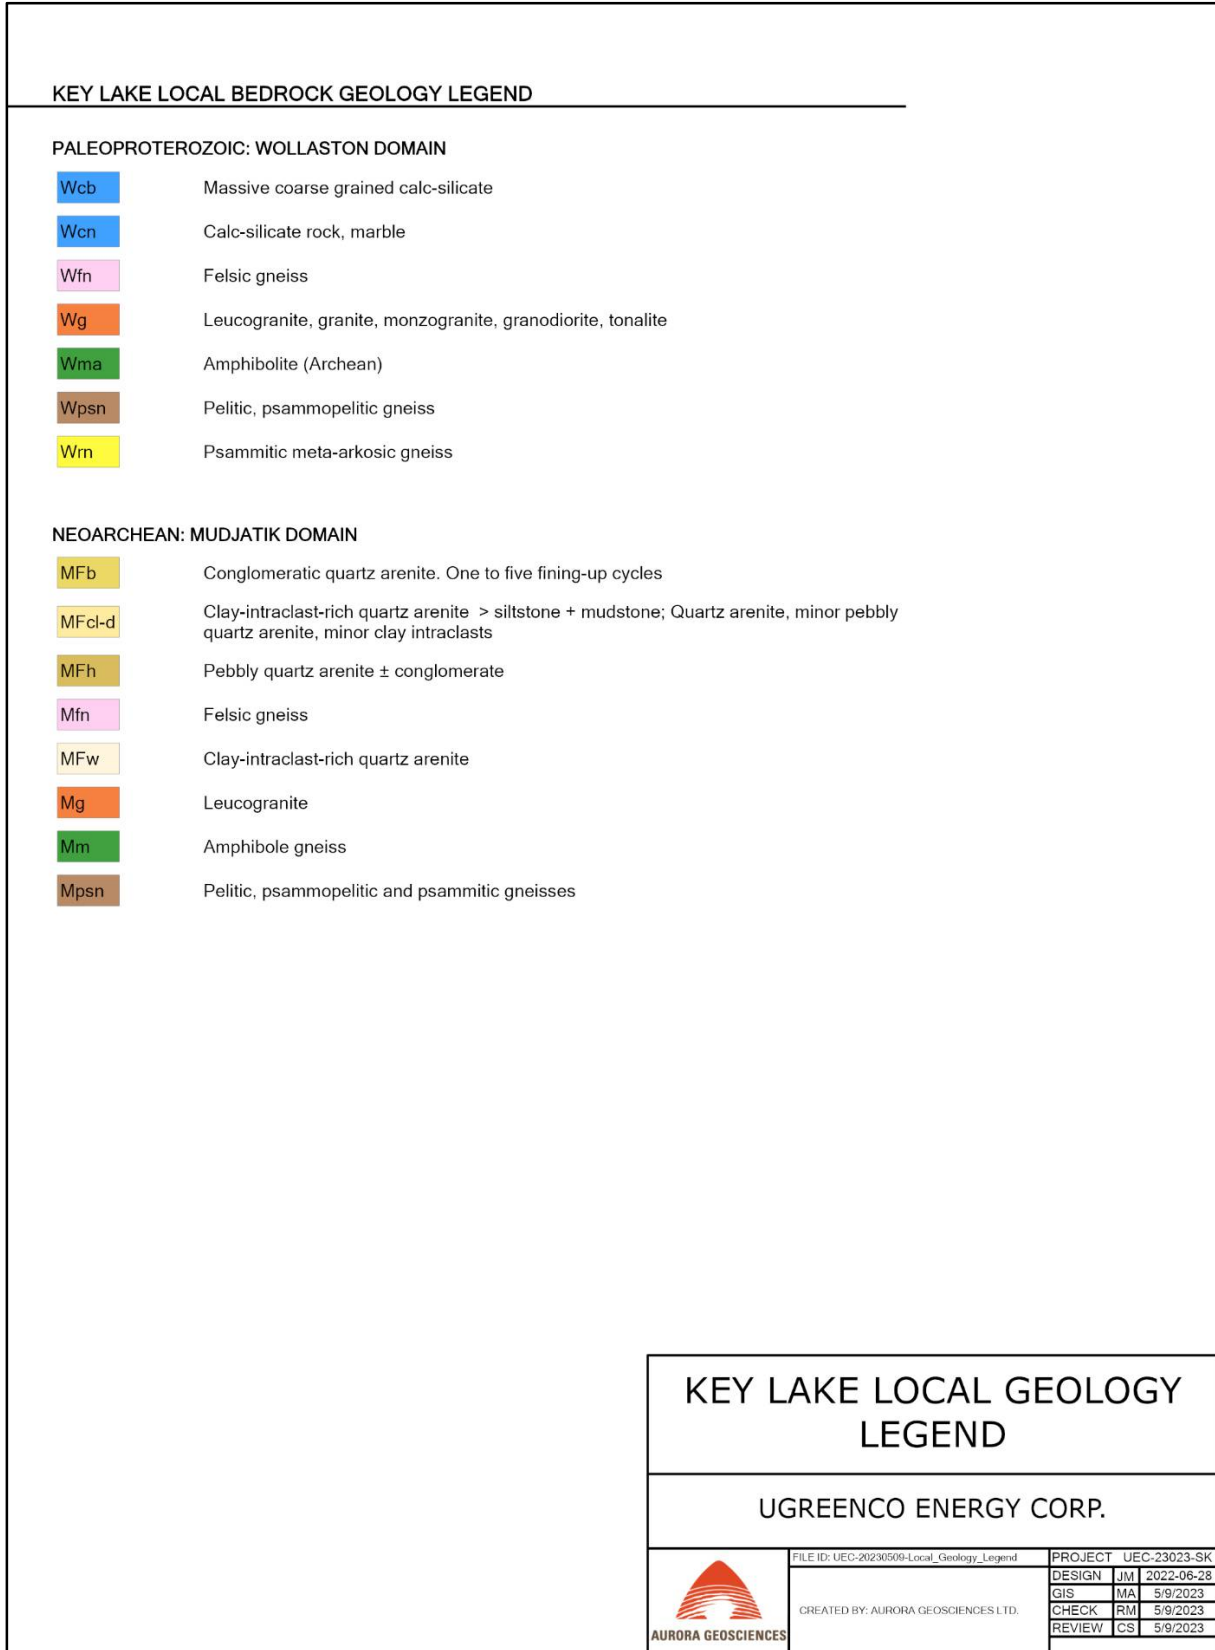 KEY LAKE LOCAL BEDROCK GEOLOGY LEGEND
PALEOPROTEROZOIC: WOLLASTON DOMAIN
Wcb Massive coarse grained calc-silicate
Wcn Calc-silicate rock, marble
Wfn Felsic gneiss
Wg Leucogranite, granite, monzogranite, granodiorite, tonalite
Wma Amphibolite (Archean)
Wpsn Pelitic, psammopelitic gneiss
Wrn Psammitic meta-arkosic gneiss
NEOARCHEAN: MUDJATIK DOMAIN
MFb Conglomeratic quartz arenite. One to five fining-up cycles
MFcl-d Clay-intraclast-rich quartz arenite > siltstone + mudstone; Quartz arenite, minor pebbly
quartz arenite, minor clay intraclasts
MFh Pebbly quartz arenite ± conglomerate
Mfn Felsic gneiss
MFw Clay-intraclast-rich quartz arenite
Mg Leucogranite
Mm Amphibole gneiss
Mpsn Pelitic, psammopelitic and psammitic gneisses
KEY LAKE LOCAL GEOLOGY
LEGEND
UGREENCO ENERGY CORP.
AURORA GEOSCIENCES
FILE ID: UEC-20230509-Local_Geology_Legend
CREATED BY: AURORA GEOSCIENCES LTD.
PROJECT UEC-23023-SK
DESIGN JM 2022-06-28
GIS MA 5/9/2023
CHECK RM 5/9/2023
REVIEW CS 5/9/2023